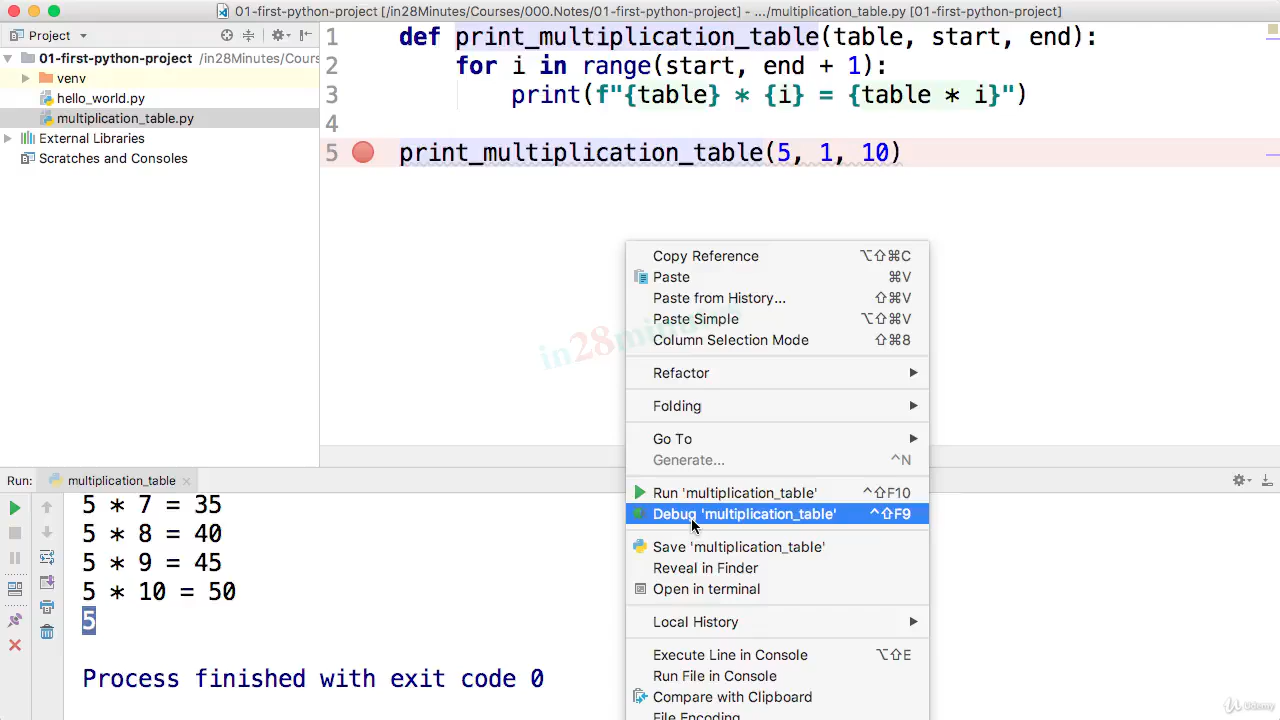 01-first-python-project [/in28Minutes/Courses/000.Notes/01-first-python-project] - .../multiplication_table.py [01-first-python-project]
Project
01-first-python-project /in28Minutes/Cours
venv
hello_world.py
multiplication_table.py
External Libraries
Scratches and Consoles
1 def print_multiplication_table(table, start, end):
2 for i in range(start, end + 1):
3 print(f"{table} * {i} = {table * i}")
4
5 print_multiplication_table(5, 1, 10)
in28minutes
Copy Reference ⌥⇧⌘C
Paste ⌘V
Paste from History... ⇧⌘V
Paste Simple ⌥⇧⌘V
Column Selection Mode ⇧⌘8
Refactor
Folding
Go To
Generate... ^N
Run 'multiplication_table' ^⇧F10
Debug 'multiplication_table' ^⇧F9
Save 'multiplication_table'
Reveal in Finder
Open in terminal
Local History
Execute Line in Console ⌥⇧E
Run File in Console
Compare with Clipboard
File Encoding
Run: multiplication_table
5 * 7 = 35
5 * 8 = 40
5 * 9 = 45
5 * 10 = 50
5
Process finished with exit code 0
Udemy